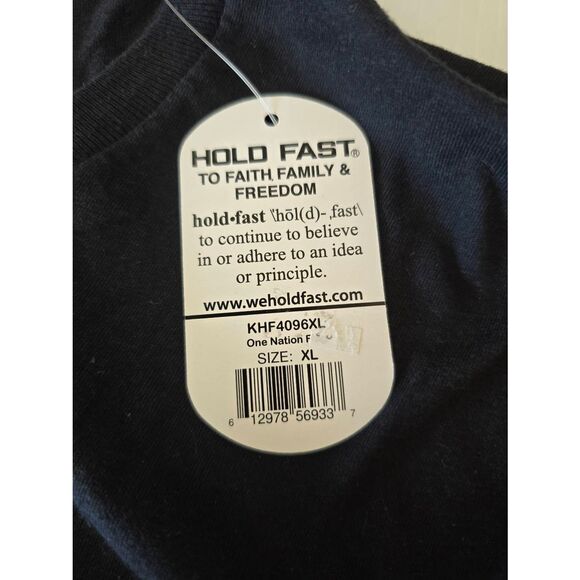 HOLD FAST®
TO FAITH, FAMILY &
FREEDOM
hold•fast \'hōl(d)-ˌfast\
to continue to believe
in or adhere to an idea
or principle.
www.weholdfast.com
KHF4096XL
One Nation F
SIZE: XL
6 12978 56933 7